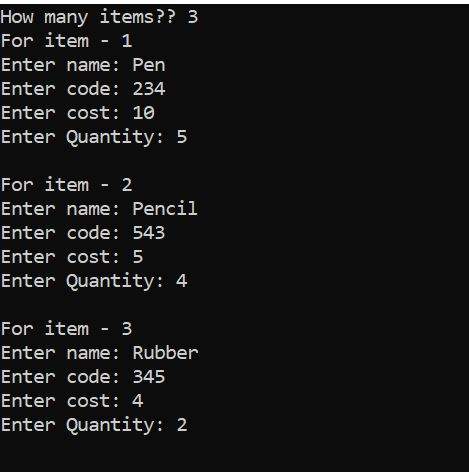 How many items?? 3
For item - 1
Enter name: Pen
Enter code: 234
Enter cost: 10
Enter Quantity: 5
For item - 2
Enter name: Pencil
Enter code: 543
Enter cost: 5
Enter Quantity: 4
For item - 3
Enter name: Rubber
Enter code: 345
Enter cost: 4
Enter Quantity: 2